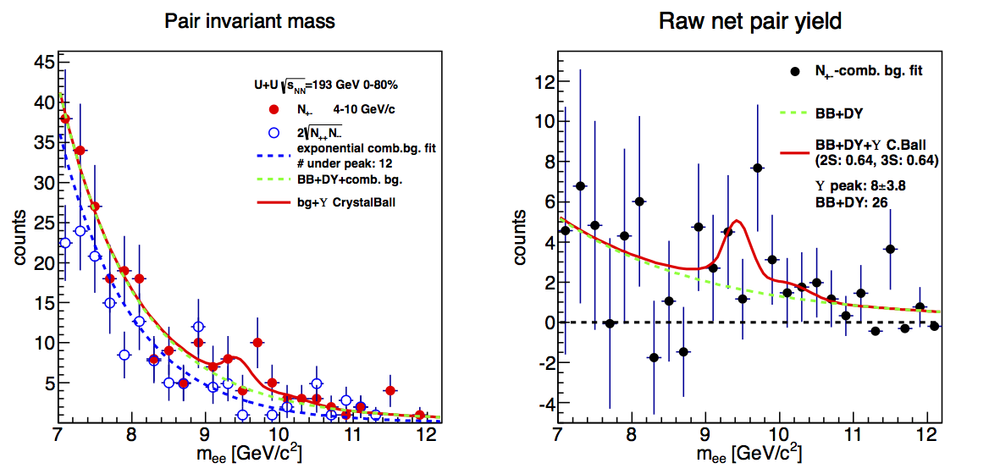 Pair invariant mass
45
40
35
30
25
20
15
10
5
counts
U+U √sNN=193 GeV 0-80%
N+- 4-10 GeV/c
2√N++N--
exponential comb.bg. fit
# under peak: 12
BB+DY+comb. bg.
bg+ϒ CrystalBall
7 8 9 10 11 12
mee [GeV/c²]
Raw net pair yield
12
10
8
6
4
2
0
-2
-4
counts
N+--comb. bg. fit
BB+DY
BB+DY+ϒ C.Ball
(2S: 0.64, 3S: 0.64)
ϒ peak: 8±3.8
BB+DY: 26
7 8 9 10 11 12
mee [GeV/c²]